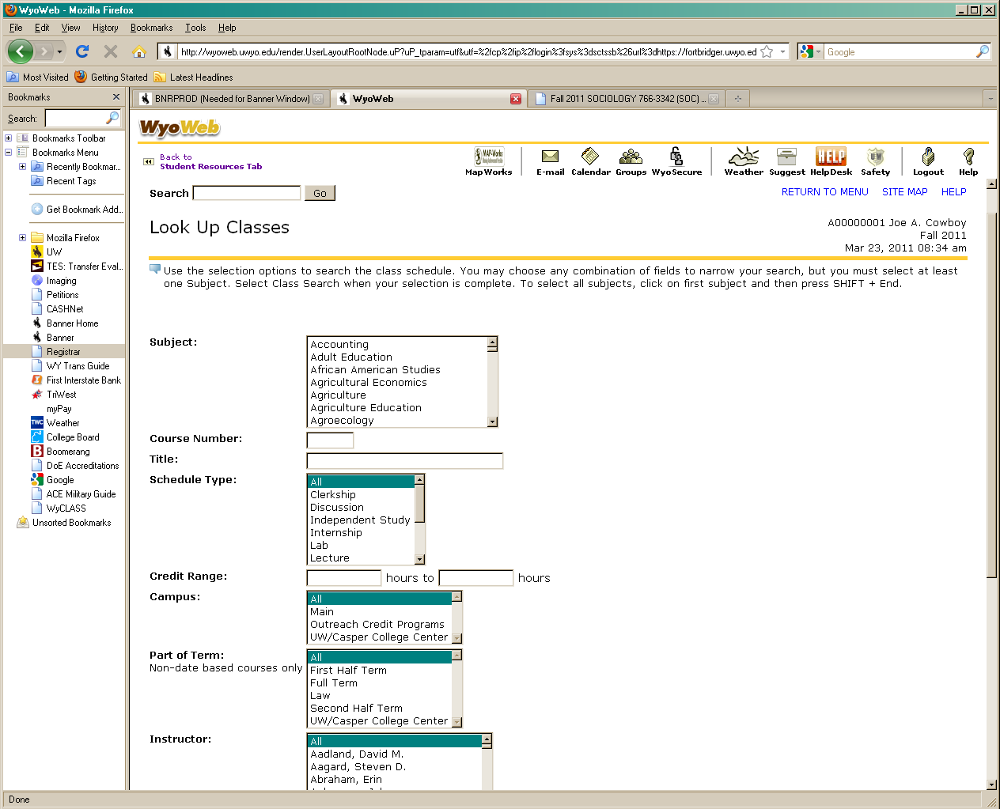 WyoWeb - Mozilla Firefox
File Edit View History Bookmarks Tools Help
http://wyoweb.uwyo.edu/render.UserLayoutRootNode.uP?uP_tparam=utf&utf=%2fcp%2fip%2flogin%3fsys%3dsctssb%26url%3dhttps://fortbridger.uwyo.ed
Google
Most Visited Getting Started Latest Headlines
Bookmarks
BNRPROD (Needed for Banner Window)
WyoWeb
Fall 2011 SOCIOLOGY 766-3342 (SOC) ...
Search:
Bookmarks Toolbar
Bookmarks Menu
Recently Bookmar...
Recent Tags
Get Bookmark Add...
Mozilla Firefox
UW
TES: Transfer Eval...
Imaging
Petitions
CASHNet
Banner Home
Banner
Registrar
WY Trans Guide
First Interstate Bank
TriWest
myPay
TWC Weather
College Board
Boomerang
DoE Accreditations
Google
ACE Military Guide
WyCLASS
Unsorted Bookmarks
WyoWeb
Back to
Student Resources Tab
MAP-Works
MapWorks E-mail Calendar Groups WyoSecure Weather Suggest HELP HelpDesk UW Safety Logout Help
Search Go
RETURN TO MENU SITE MAP HELP
Look Up Classes
A00000001 Joe A. Cowboy
Fall 2011
Mar 23, 2011 08:34 am
Use the selection options to search the class schedule. You may choose any combination of fields to narrow your search, but you must select at least
one Subject. Select Class Search when your selection is complete. To select all subjects, click on first subject and then press SHIFT + End.
Subject:
Accounting
Adult Education
African American Studies
Agricultural Economics
Agriculture
Agriculture Education
Agroecology
Course Number:
Title:
Schedule Type:
All
Clerkship
Discussion
Independent Study
Internship
Lab
Lecture
Credit Range: hours to hours
Campus:
All
Main
Outreach Credit Programs
UW/Casper College Center
Part of Term:
Non-date based courses only
All
First Half Term
Full Term
Law
Second Half Term
UW/Casper College Center
Instructor:
All
Aadland, David M.
Aagard, Steven D.
Abraham, Erin
Done